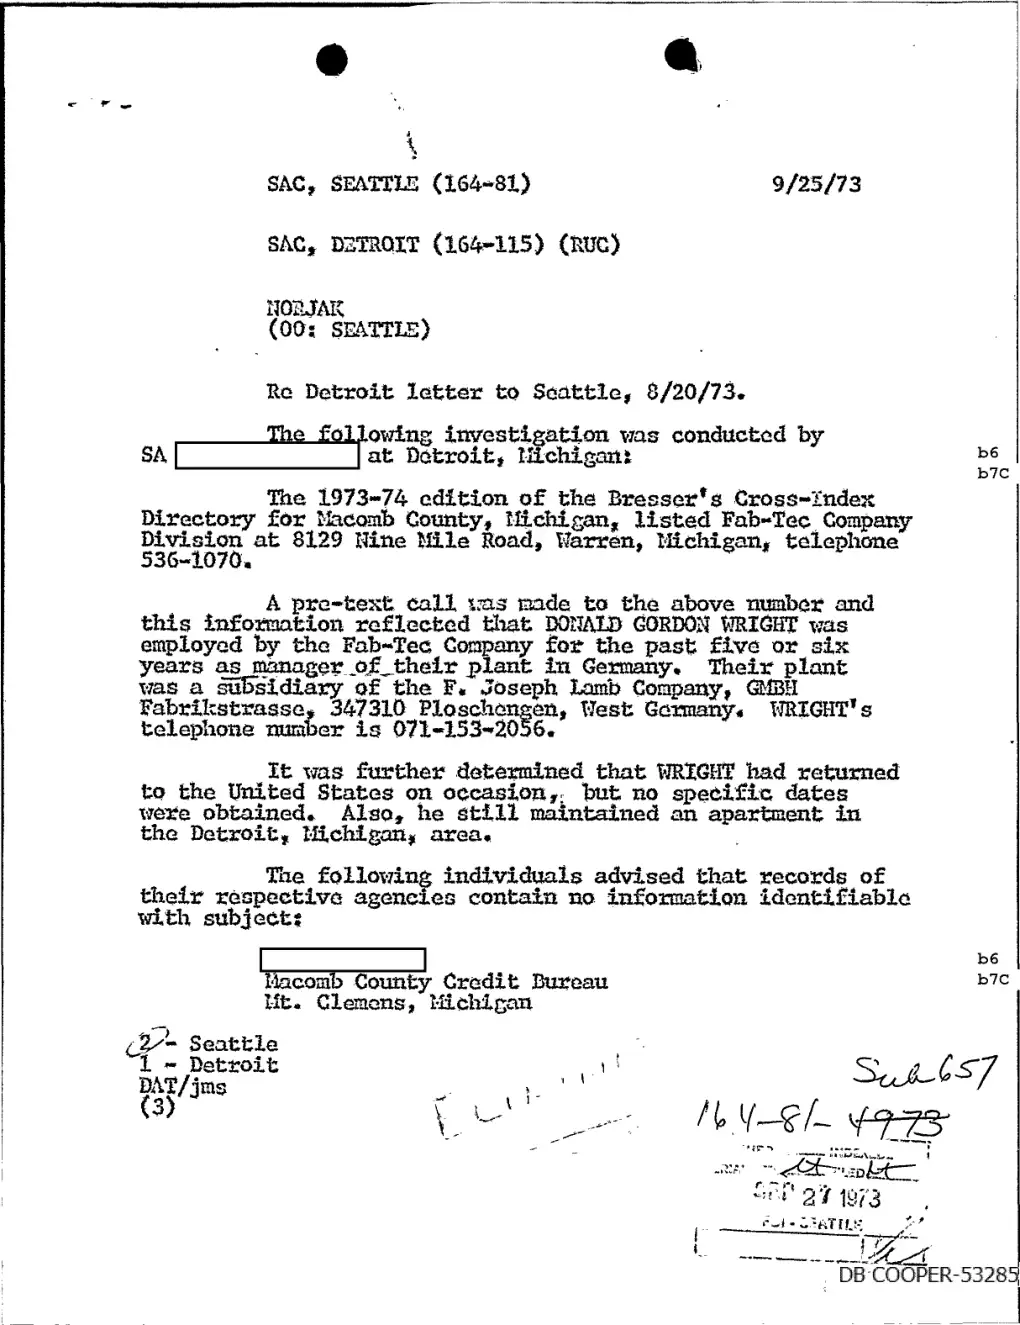 SAC, SEATTLE (164-81) 9/25/73
SAC, DETROIT (164-115) (RUC)
NORJAK
(OO: SEATTLE)
Re Detroit letter to Seattle, 8/20/73.
The following investigation was conducted by
SA at Detroit, Michigan:
b6
b7C
The 1973-74 edition of the Bresser's Cross-Index
Directory for Macomb County, Michigan, listed Fab-Tec Company
Division at 8129 Nine Mile Road, Warren, Michigan, telephone
536-1070.
A pre-text call was made to the above number and
this information reflected that DONALD GORDON WRIGHT was
employed by the Fab-Tec Company for the past five or six
years as manager of their plant in Germany. Their plant
was a subsidiary of the F. Joseph Lamb Company, GMBH
Fabrikstrasse, 347310 Ploschengen, West Germany. WRIGHT's
telephone number is 071-153-2056.
It was further determined that WRIGHT had returned
to the United States on occasion, but no specific dates
were obtained. Also, he still maintained an apartment in
the Detroit, Michigan, area.
The following individuals advised that records of
their respective agencies contain no information identifiable
with subject:
b6
b7C
Macomb County Credit Bureau
Mt. Clemens, Michigan
2 - Seattle
1 - Detroit
DAT/jms
(3)
Sub 657
164-81-4973
INDEXED
SEP 27 1973
FBI - SEATTLE
DB COOPER-53285